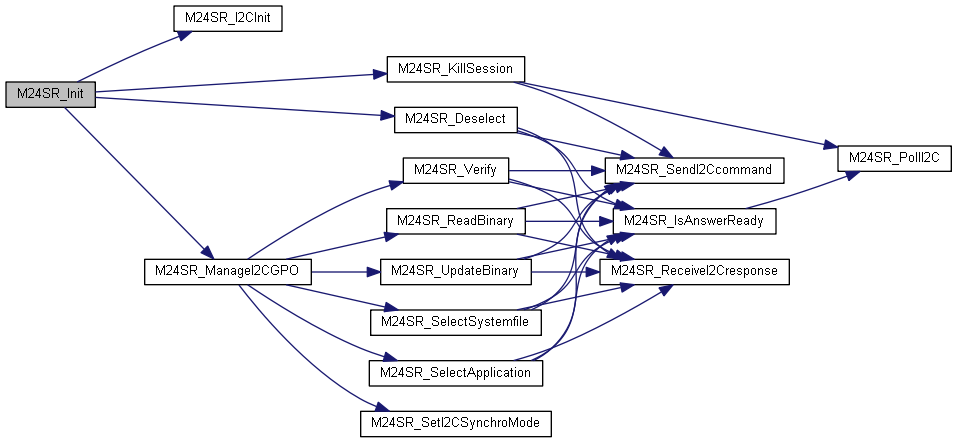 M24SR_I2CInit
M24SR_KillSession
M24SR_Init
M24SR_Deselect
M24SR_PollI2C
M24SR_Verify
M24SR_SendI2Ccommand
M24SR_ReadBinary
M24SR_IsAnswerReady
M24SR_ManageI2CGPO
M24SR_UpdateBinary
M24SR_ReceiveI2Cresponse
M24SR_SelectSystemfile
M24SR_SelectApplication
M24SR_SetI2CSynchroMode